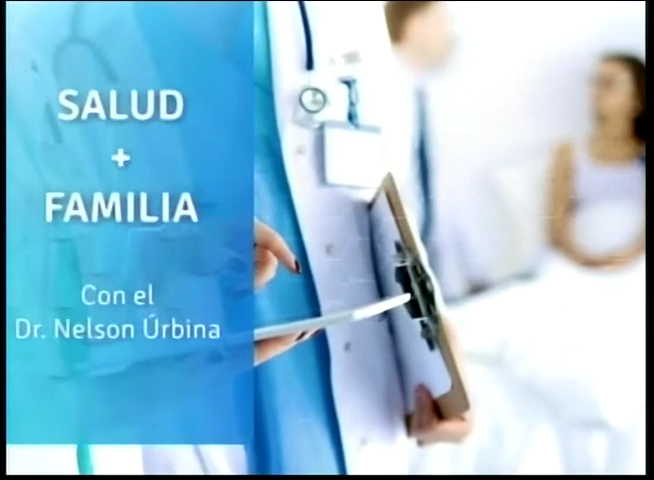 SALUD
+
FAMILIA
Con el
Dr. Nelson Úrbina